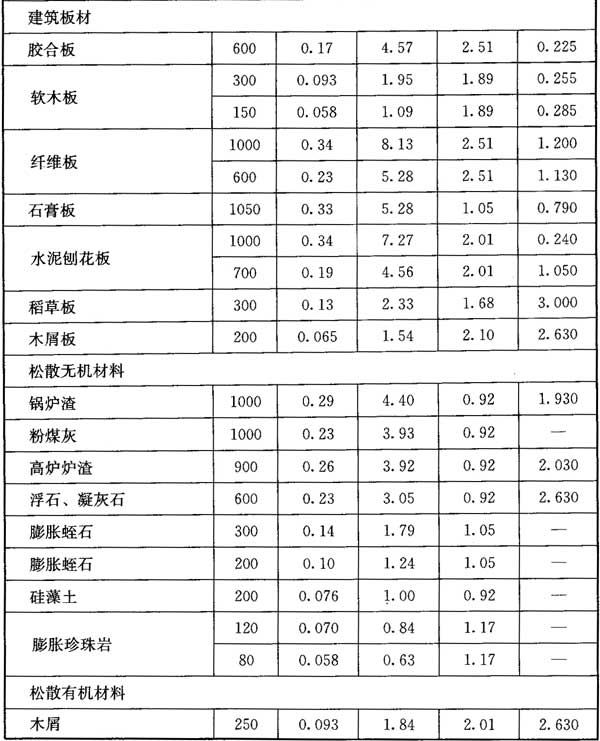 建筑板材
胶合板 600 0.17 4.57 2.51 0.225
软木板 300 0.093 1.95 1.89 0.255
150 0.058 1.09 1.89 0.285
纤维板 1000 0.34 8.13 2.51 1.200
600 0.23 5.28 2.51 1.130
石膏板 1050 0.33 5.28 1.05 0.790
水泥刨花板 1000 0.34 7.27 2.01 0.240
700 0.19 4.56 2.01 1.050
稻草板 300 0.13 2.33 1.68 3.000
木屑板 200 0.065 1.54 2.10 2.630
松散无机材料
锅炉渣 1000 0.29 4.40 0.92 1.930
粉煤灰 1000 0.23 3.93 0.92 —
高炉炉渣 900 0.26 3.92 0.92 2.030
浮石、凝灰石 600 0.23 3.05 0.92 2.630
膨胀蛭石 300 0.14 1.79 1.05 —
膨胀蛭石 200 0.10 1.24 1.05 —
硅藻土 200 0.076 1.00 0.92 —
膨胀珍珠岩 120 0.070 0.84 1.17 —
80 0.058 0.63 1.17 —
松散有机材料
木屑 250 0.093 1.84 2.01 2.630